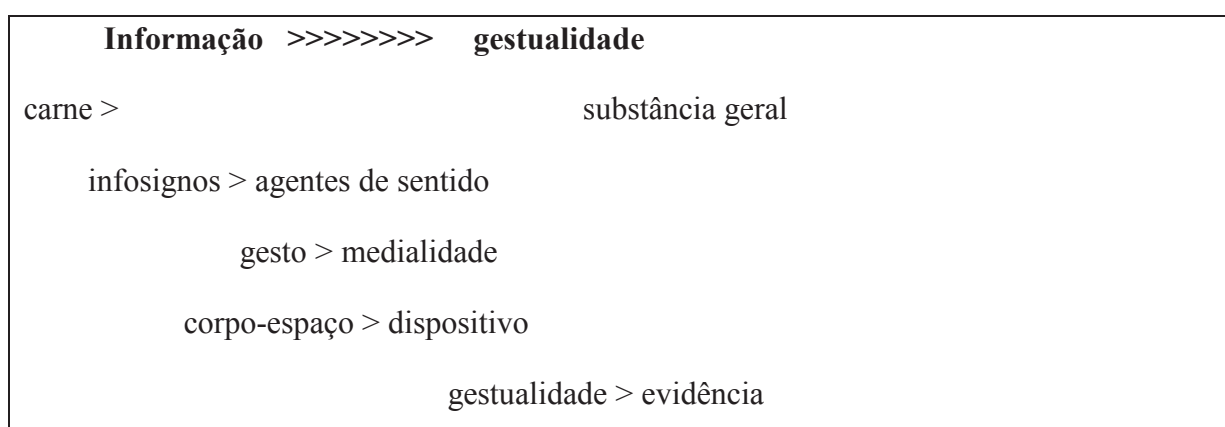 Informação >>>>>>>> gestualidade
carne > substância geral
infosignos > agentes de sentido
gesto > medialidade
corpo-espaço > dispositivo
gestualidade > evidência